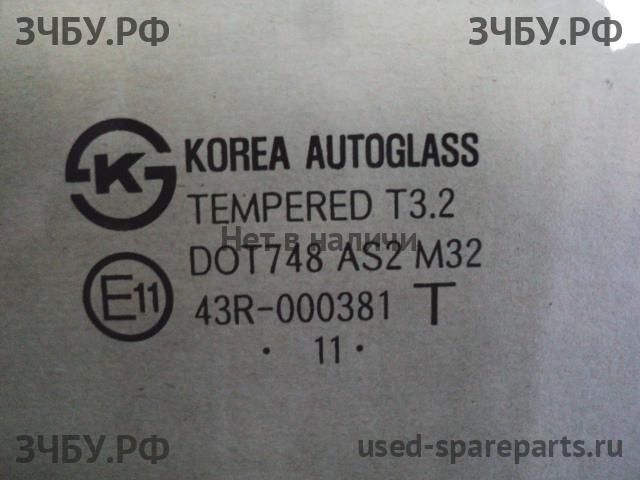 ЗЧБУ.РФ ЗЧБУ.РФ
K KOREA AUTOGLASS
TEMPERED T3.2
Нет в наличи
DOT748 AS2 M32
E11 43R-000381 T
· 11 ·
ЗЧБУ.РФ used-spareparts.ru